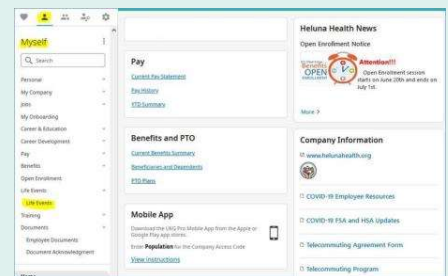 Myself
Search
Personal
My Company
Jobs
My Onboarding
Career & Education
Career Development
Pay
Benefits
Open Enrollment
Life Events
Life Events
Training
Documents
Employee Documents
Document Acknowledgment
Pay
Current Pay Statement
Pay History
YTD Summary
Benefits and PTO
Current Benefits Summary
Beneficiaries and Dependents
PTO Plans
Mobile App
Download the UKG Pro Mobile App from the Apple or
Google Play app stores.
Enter Population for the Company Access Code
View instructions
Heluna Health News
Open Enrollment Notice
Benefits
OPEN
Attention!!!
Open Enrollment session
starts on June 20th and ends on
July 1st.
More >
Company Information
www.helunahealth.org
COVID-19 Employee Resources
COVID-19 FSA and HSA Updates
Telecommuting Agreement Form
Telecommuting Program